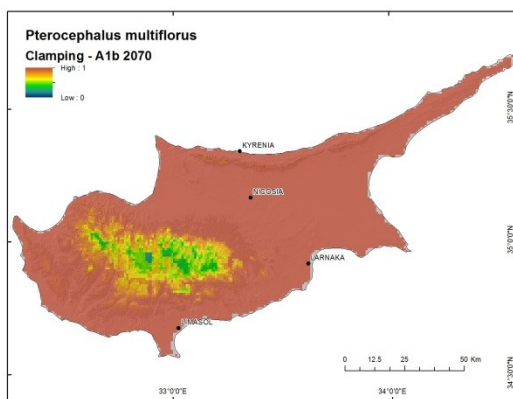 Pterocephalus multiflorus
Clamping - A1b 2070
High : 1
Low : 0
KYRENIA
NICOSIA
LARNAKA
LIMASOL
0 12.5 25 50 Km
33°0'0"E
34°0'0"E
35°30'0"N
35°0'0"N
34°30'0"N